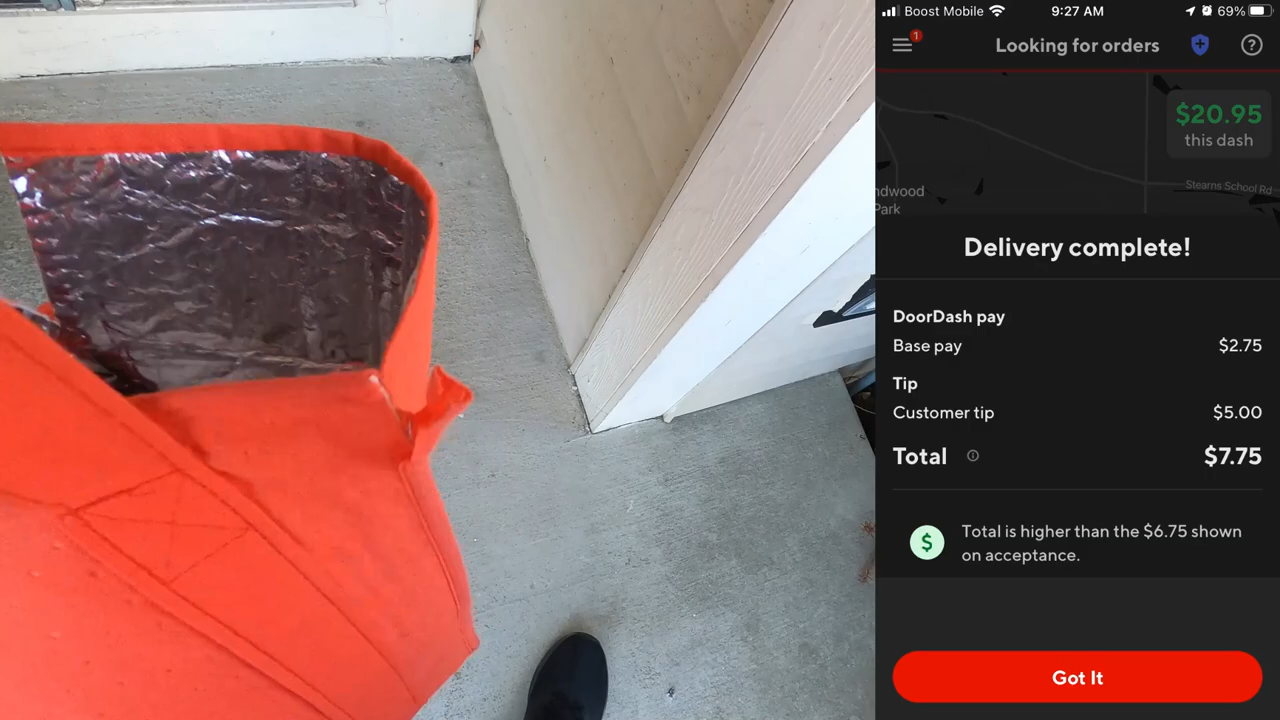 Boost Mobile 9:27 AM 69%
1 Looking for orders ?
$20.95
this dash
ndwood
Park
Stearns School Rd
Delivery complete!
DoorDash pay
Base pay $2.75
Tip
Customer tip $5.00
Total $7.75
$ Total is higher than the $6.75 shown
on acceptance.
Got It